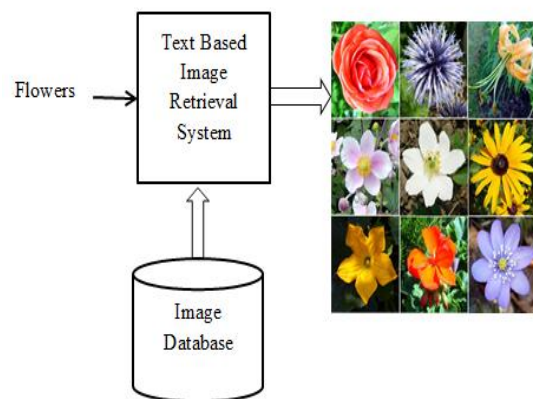 Flowers
Text Based
Image
Retrieval
System
Image
Database